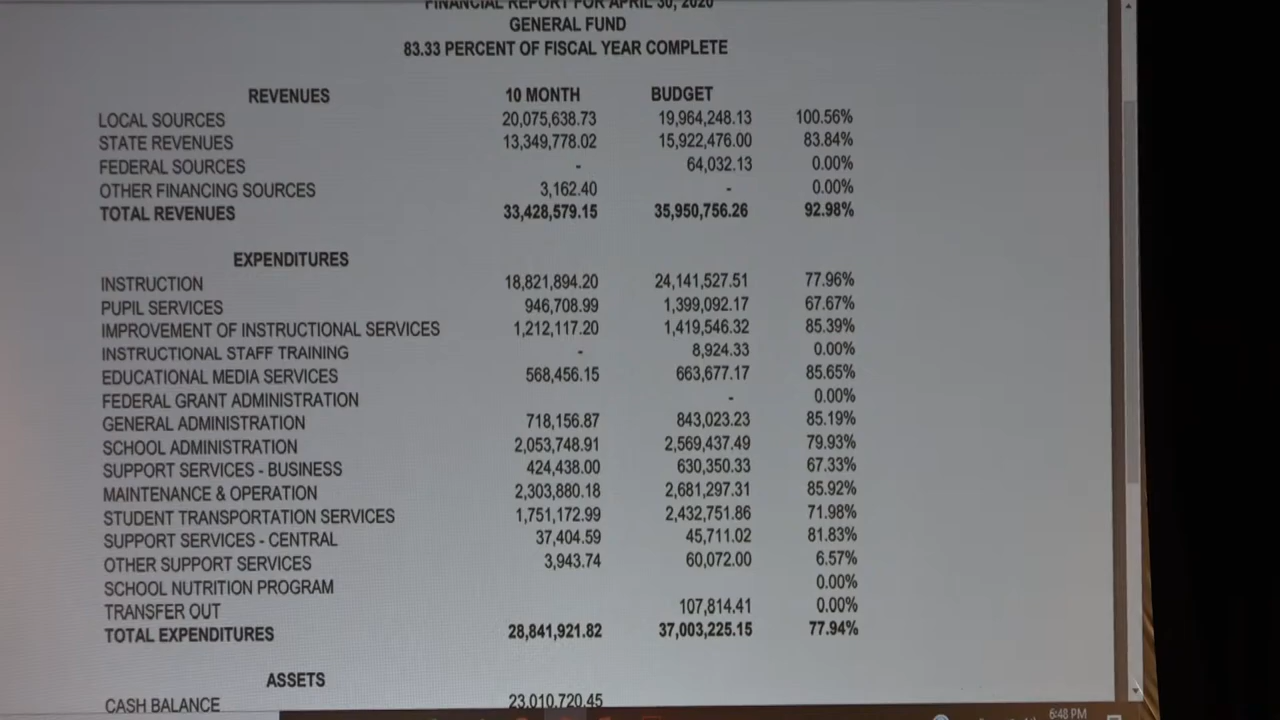 FINANCIAL REPORT FOR APRIL 30, 2020
GENERAL FUND
83.33 PERCENT OF FISCAL YEAR COMPLETE
REVENUES 10 MONTH BUDGET
LOCAL SOURCES 20,075,638.73 19,964,248.13 100.56%
STATE REVENUES 13,349,778.02 15,922,476.00 83.84%
FEDERAL SOURCES - 64,032.13 0.00%
OTHER FINANCING SOURCES 3,162.40 - 0.00%
TOTAL REVENUES 33,428,579.15 35,950,756.26 92.98%
EXPENDITURES
INSTRUCTION 18,821,894.20 24,141,527.51 77.96%
PUPIL SERVICES 946,708.99 1,399,092.17 67.67%
IMPROVEMENT OF INSTRUCTIONAL SERVICES 1,212,117.20 1,419,546.32 85.39%
INSTRUCTIONAL STAFF TRAINING - 8,924.33 0.00%
EDUCATIONAL MEDIA SERVICES 568,456.15 663,677.17 85.65%
FEDERAL GRANT ADMINISTRATION - 0.00%
GENERAL ADMINISTRATION 718,156.87 843,023.23 85.19%
SCHOOL ADMINISTRATION 2,053,748.91 2,569,437.49 79.93%
SUPPORT SERVICES - BUSINESS 424,438.00 630,350.33 67.33%
MAINTENANCE & OPERATION 2,303,880.18 2,681,297.31 85.92%
STUDENT TRANSPORTATION SERVICES 1,751,172.99 2,432,751.86 71.98%
SUPPORT SERVICES - CENTRAL 37,404.59 45,711.02 81.83%
OTHER SUPPORT SERVICES 3,943.74 60,072.00 6.57%
SCHOOL NUTRITION PROGRAM 0.00%
TRANSFER OUT 107,814.41 0.00%
TOTAL EXPENDITURES 28,841,921.82 37,003,225.15 77.94%
ASSETS
CASH BALANCE 23,010,720.45
6:48 PM